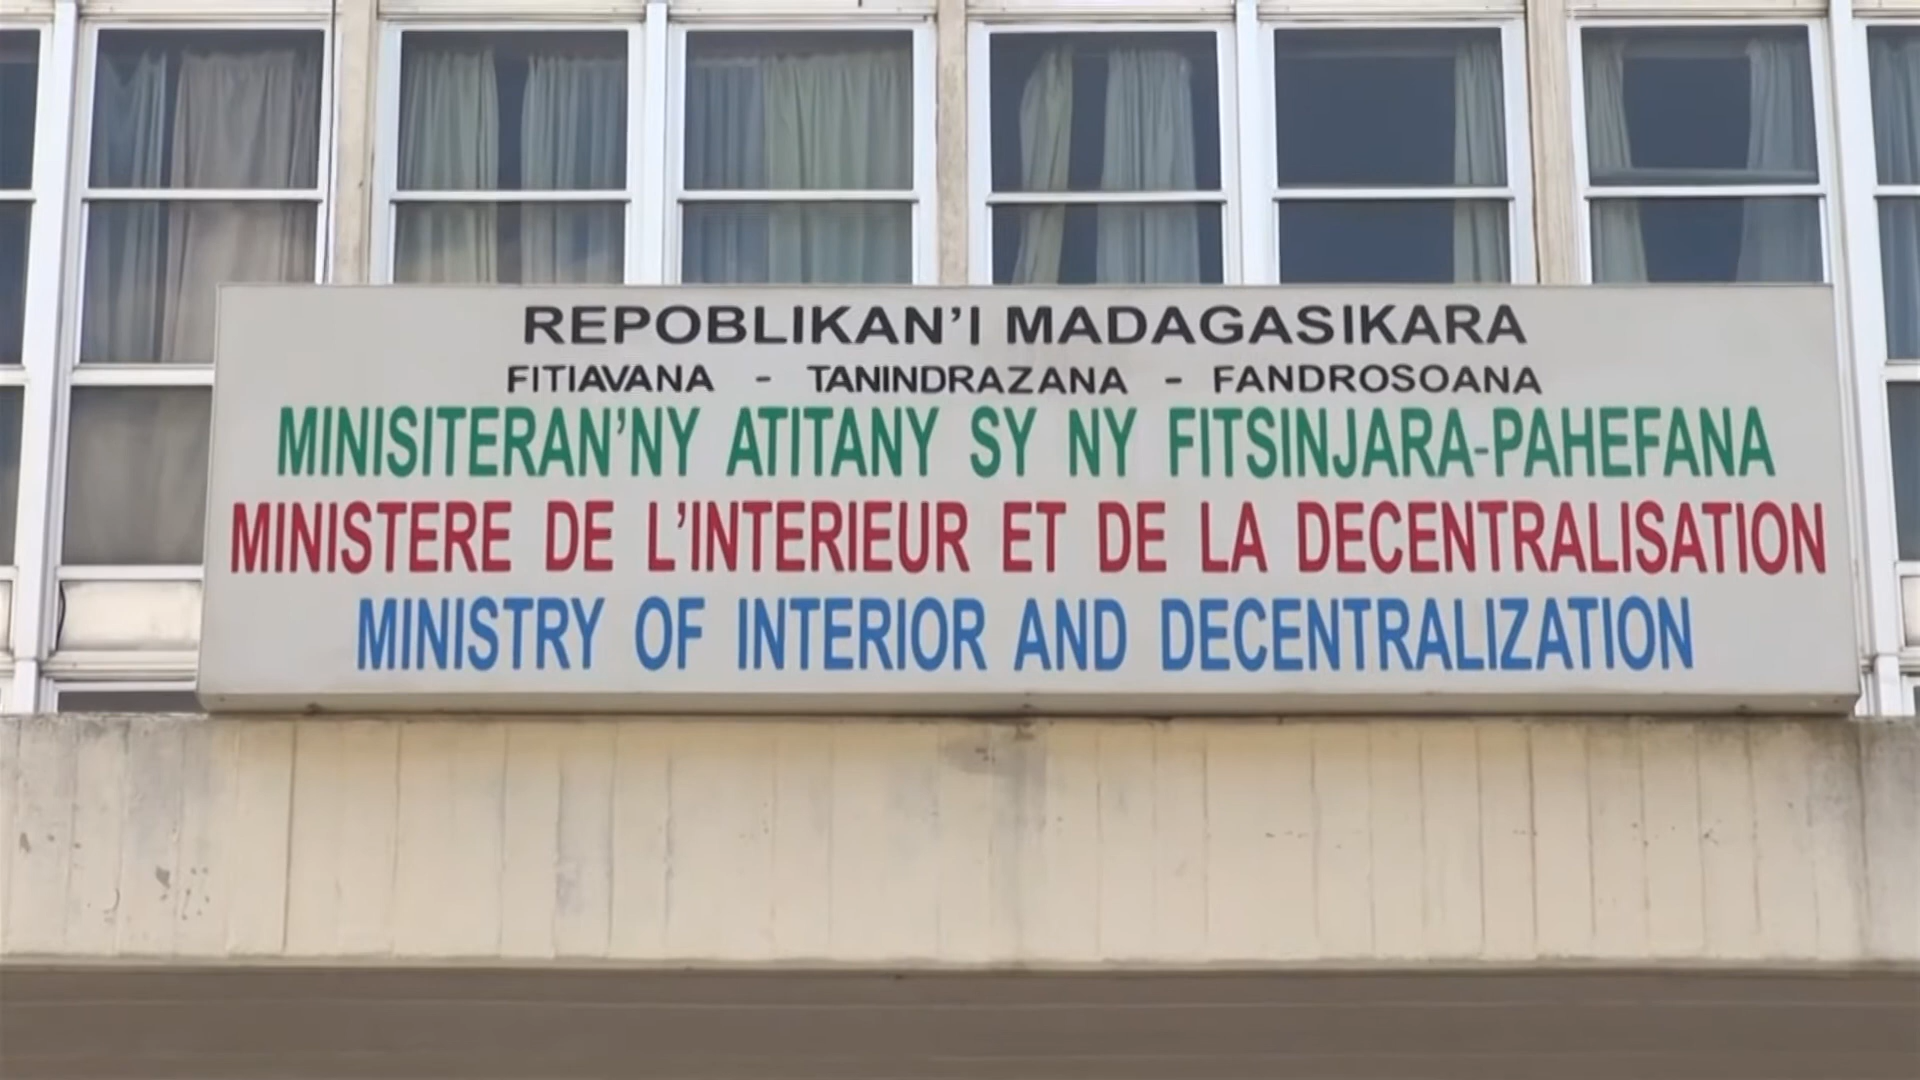 REPOBLIKAN'I MADAGASIKARA
FITIAVANA - TANINDRAZANA - FANDROSOANA
MINISITERAN'NY ATITANY SY NY FITSINJARA-PAHEFANA
MINISTERE DE L'INTERIEUR ET DE LA DECENTRALISATION
MINISTRY OF INTERIOR AND DECENTRALIZATION